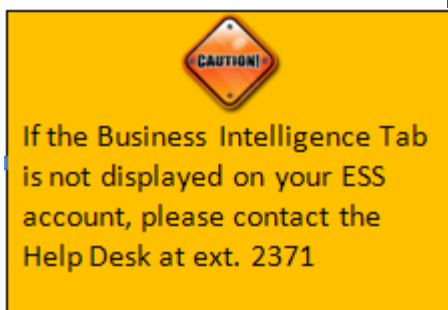 CAUTION!
If the Business Intelligence Tab
is not displayed on your ESS
account, please contact the
Help Desk at ext. 2371